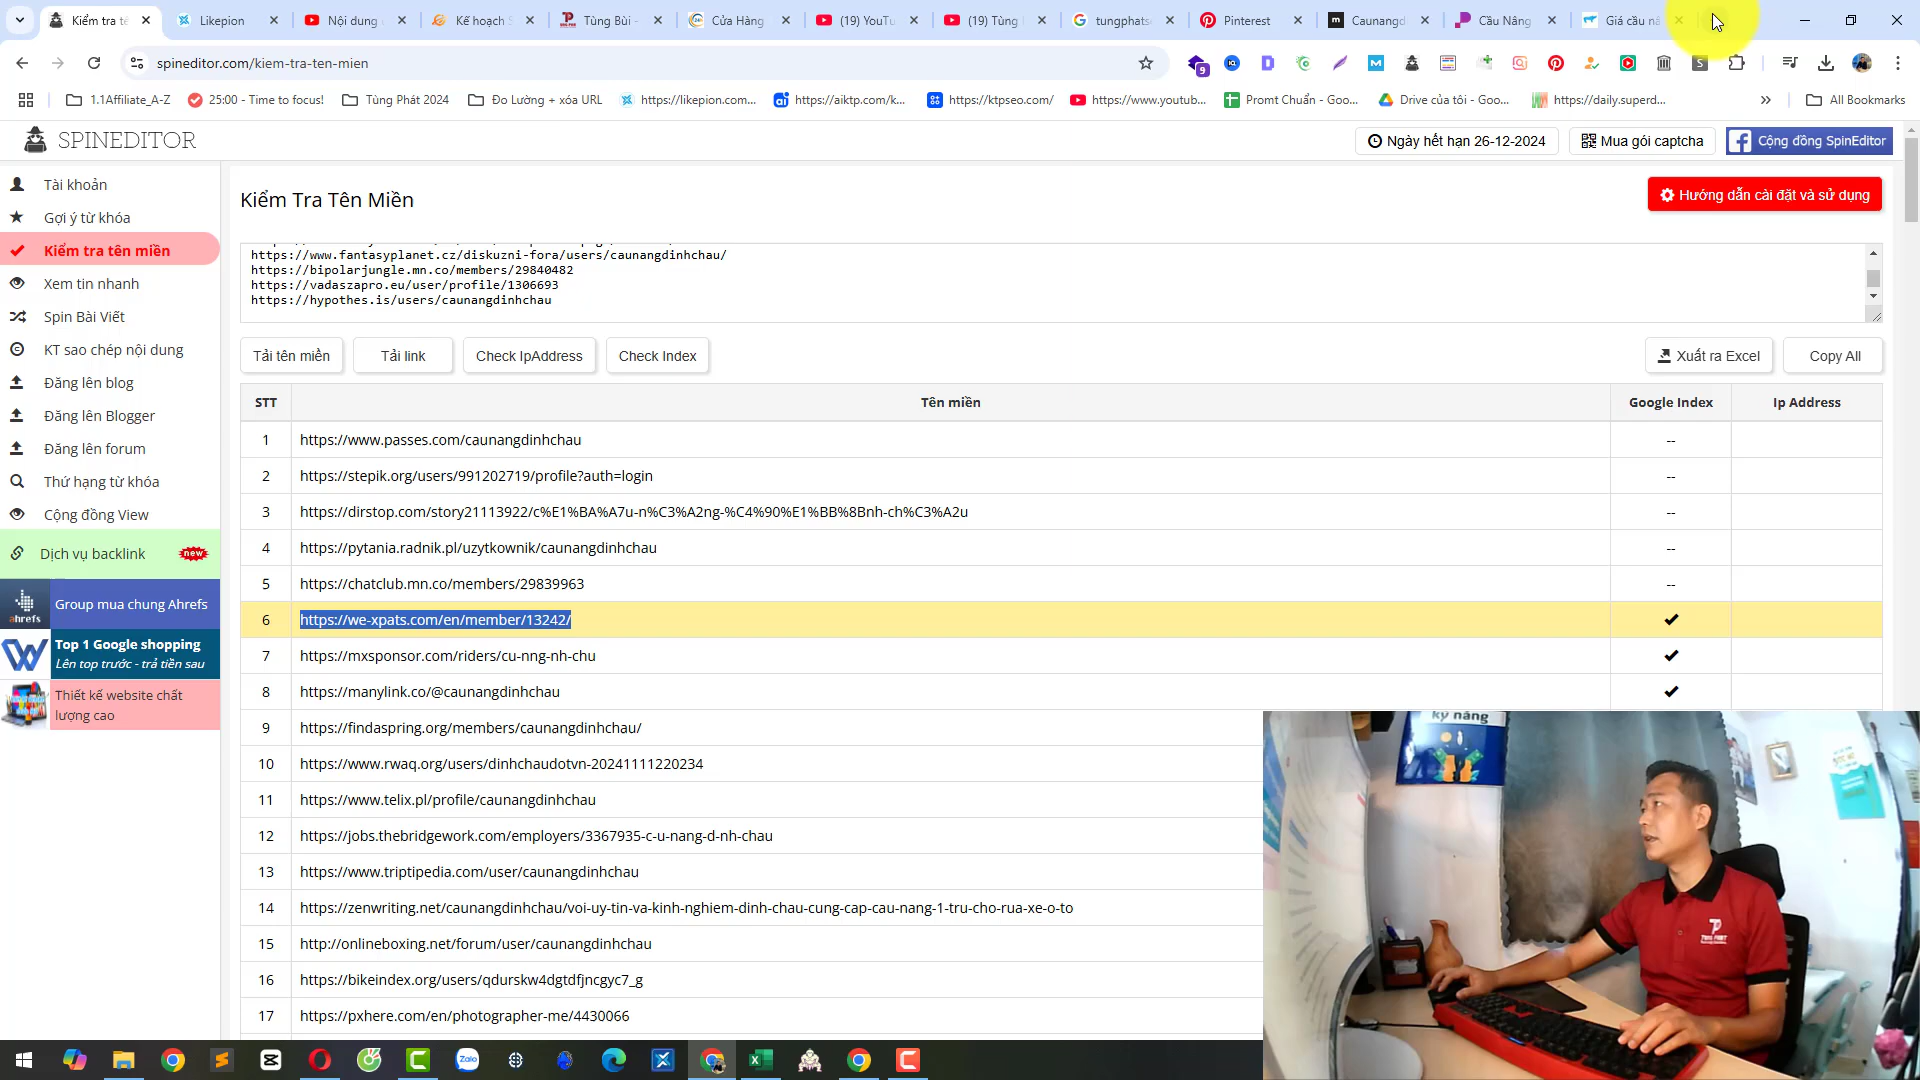 Kiểm tra tê
Likepion
Nội dung
Kế hoạch S
Tùng Bùi -
Cửa Hàng
(19) YouTu
(19) Tùng
tungphats
Pinterest
Caunangd
Cầu Nâng
Giá cầu nâ
spineditor.com/kiem-tra-ten-mien
9
1.1Affiliate_A-Z
25:00 - Time to focus!
Tùng Phát 2024
Đo Lường + xóa URL
https://likepion.com...
https://aiktp.com/k...
https://ktpseo.com/
https://www.youtub...
Promt Chuẩn - Goo...
Drive của tôi - Goo...
https://daily.superd...
All Bookmarks
SPINEDITOR
Ngày hết hạn 26-12-2024
Mua gói captcha
Cộng đồng SpinEditor
Tài khoản
Gợi ý từ khóa
Kiểm tra tên miền
Xem tin nhanh
Spin Bài Viết
KT sao chép nội dung
Đăng lên blog
Đăng lên Blogger
Đăng lên forum
Thứ hạng từ khóa
Cộng đồng View
Dịch vụ backlink
new
ahrefs
Group mua chung Ahrefs
Top 1 Google shopping
Lên top trước - trả tiền sau
Thiết kế website chất
lượng cao
Kiểm Tra Tên Miền
Hướng dẫn cài đặt và sử dụng
https://www.fantasyplanet.cz/diskuzni-fora/users/caunangdinhchau/
https://bipolarjungle.mn.co/members/29840482
https://vadaszapro.eu/user/profile/1306693
https://hypothes.is/users/caunangdinhchau
Tải tên miền
Tải link
Check IpAddress
Check Index
Xuất ra Excel
Copy All
STT Tên miền Google Index Ip Address
1 https://www.passes.com/caunangdinhchau --
2 https://stepik.org/users/991202719/profile?auth=login --
3 https://dirstop.com/story21113922/c%E1%BA%A7u-n%C3%A2ng-%C4%90%E1%BB%8Bnh-ch%C3%A2u --
4 https://pytania.radnik.pl/uzytkownik/caunangdinhchau --
5 https://chatclub.mn.co/members/29839963 --
6 https://we-xpats.com/en/member/13242/ ✔
7 https://mxsponsor.com/riders/cu-nng-nh-chu ✔
8 https://manylink.co/@caunangdinhchau ✔
9 https://findaspring.org/members/caunangdinhchau/
10 https://www.rwaq.org/users/dinhchaudotvn-20241111220234
11 https://www.telix.pl/profile/caunangdinhchau
12 https://jobs.thebridgework.com/employers/3367935-c-u-nang-d-nh-chau
13 https://www.triptipedia.com/user/caunangdinhchau
14 https://zenwriting.net/caunangdinhchau/voi-uy-tin-va-kinh-nghiem-dinh-chau-cung-cap-cau-nang-1-tru-cho-rua-xe-o-to
15 http://onlineboxing.net/forum/user/caunangdinhchau
16 https://bikeindex.org/users/qdurskw4dgtdfjncgyc7_g
17 https://pxhere.com/en/photographer-me/4430066
kỹ năng
Zalo